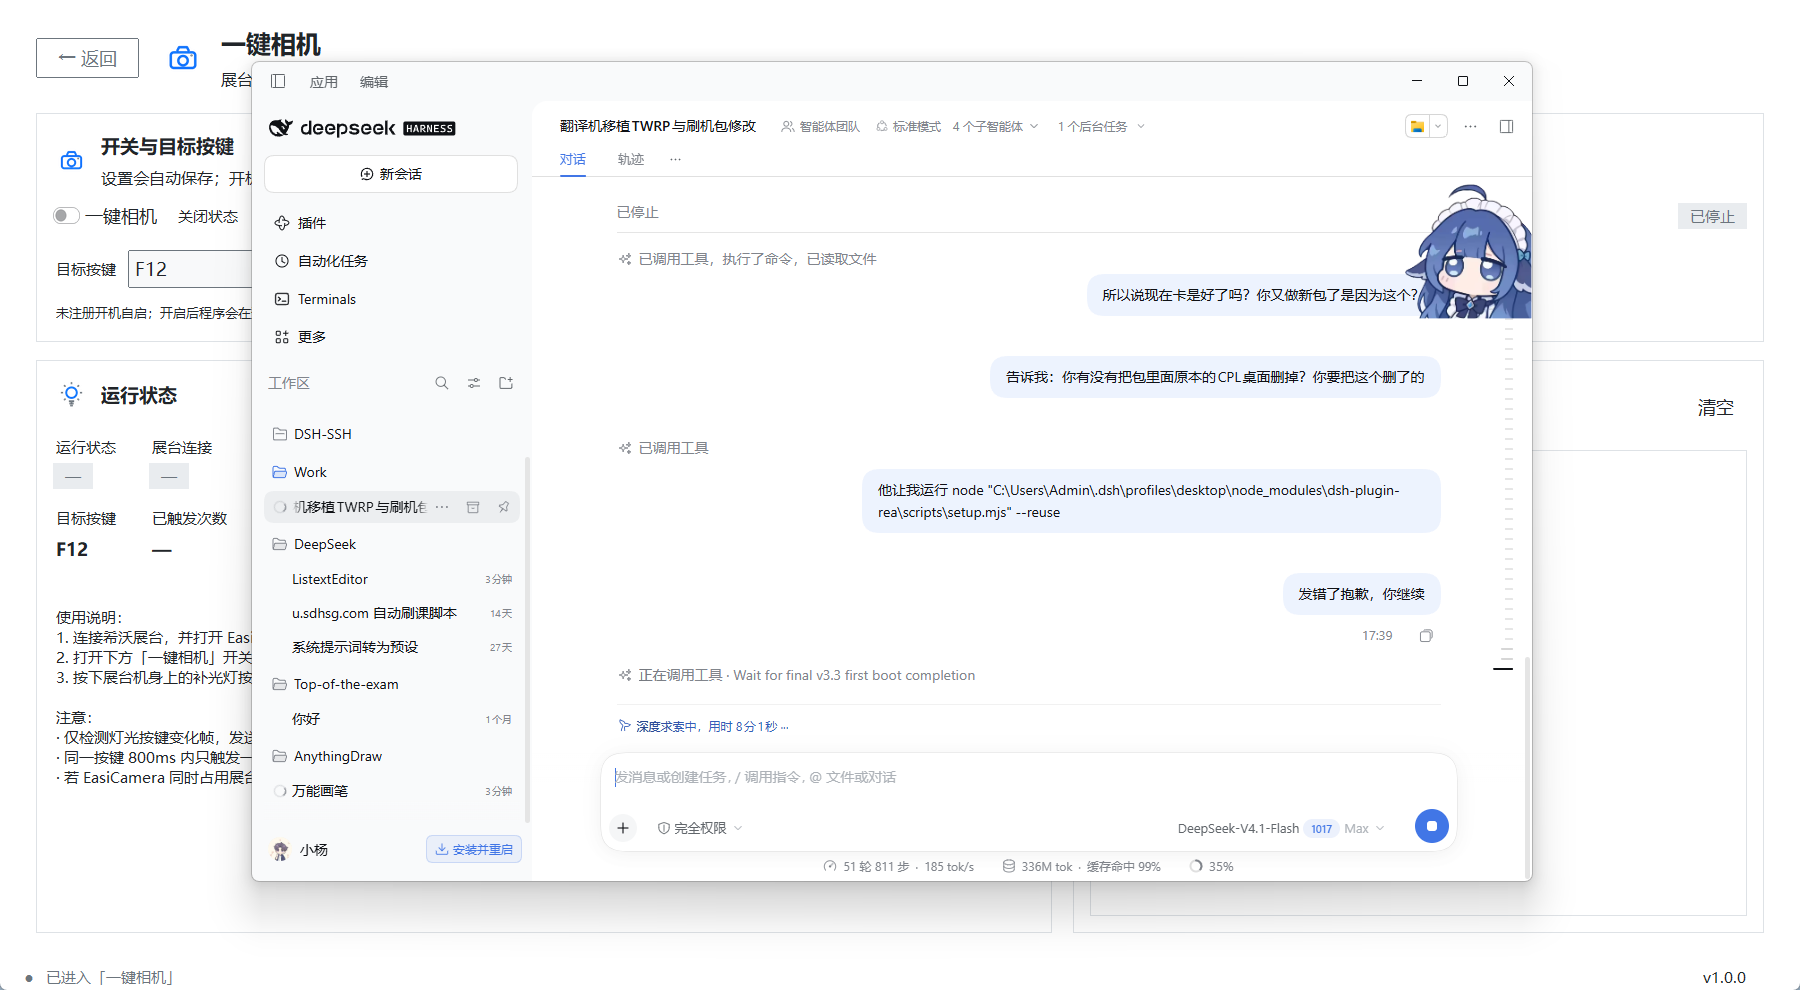 ← 返回
一键相机
展台
开关与目标按键
设置会自动保存；开机
一键相机
关闭状态
目标按键
F12
未注册开机自启；开启后程序会在
运行状态
运行状态
展台连接
—
—
目标按键
已触发次数
F12
—
使用说明：
1. 连接希沃展台，并打开 Easi
2. 打开下方「一键相机」开关
3. 按下展台机身上的补光灯按
注意：
· 仅检测灯光按键变化帧，发送
· 同一按键 800ms 内只触发一
· 若 EasiCamera 同时占用展台
已停止
清空
应用
编辑
deepseek HARNESS
新会话
插件
自动化任务
Terminals
更多
工作区
DSH-SSH
Work
机移植TWRP与刷机包
DeepSeek
ListextEditor
3分钟
u.sdhsg.com 自动刷课脚本
14天
系统提示词转为预设
27天
Top-of-the-exam
你好
1个月
AnythingDraw
万能画笔
3分钟
小杨
安装并重启
翻译机移植TWRP与刷机包修改
智能体团队
标准模式
4 个子智能体
1 个后台任务
对话
轨迹
已停止
已调用工具，执行了命令，已读取文件
所以说现在卡是好了吗？你又做新包了是因为这个？
告诉我：你有没有把包里面原本的CPL桌面删掉？你要把这个删了的
已调用工具
他让我运行 node "C:\Users\Admin\.dsh\profiles\desktop\node_modules\dsh-plugin-
rea\scripts\setup.mjs" --reuse
发错了抱歉，你继续
17:39
正在调用工具 · Wait for final v3.3 first boot completion
深度求索中，用时 8分1秒 ···
发消息或创建任务, / 调用指令, @ 文件或对话
完全权限
DeepSeek-V4.1-Flash
1017
Max
51 轮 811 步 · 185 tok/s
336M tok · 缓存命中 99%
35%
已进入「一键相机」
v1.0.0